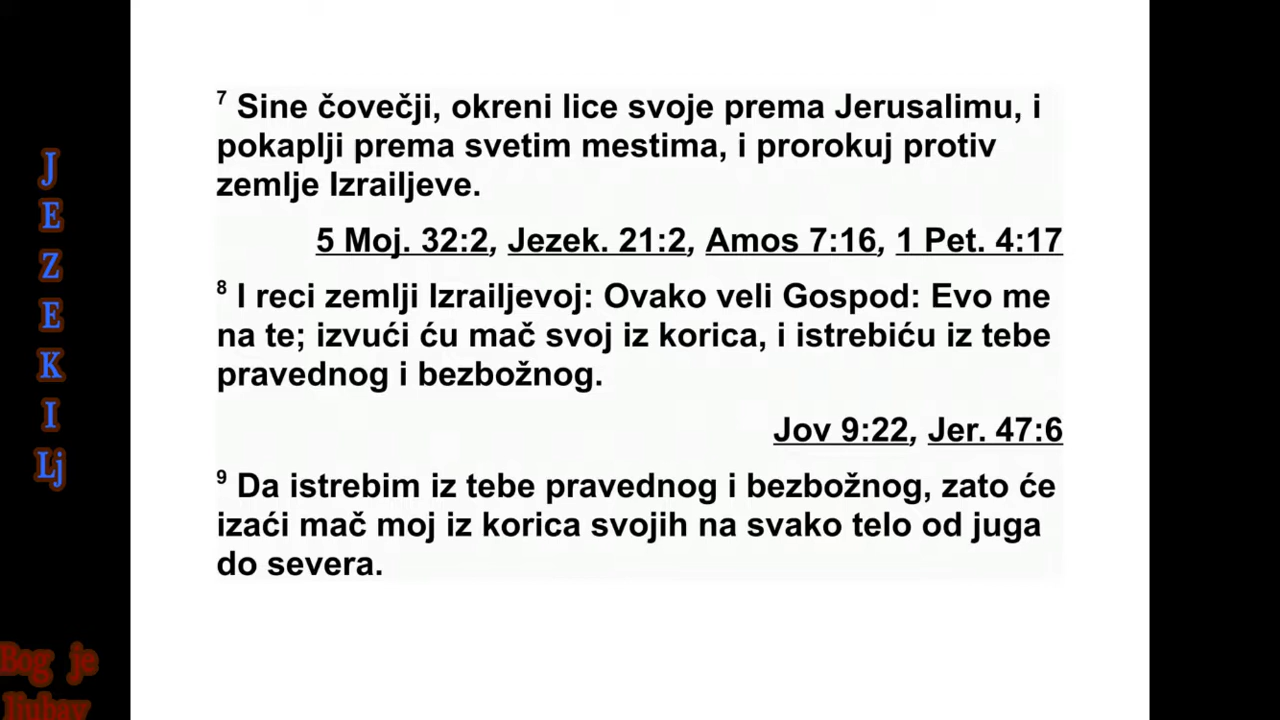 7 Sine čovečji, okreni lice svoje prema Jerusalimu, i
pokaplji prema svetim mestima, i prorokuj protiv
zemlje Izrailjeve.
5 Moj. 32:2, Jezek. 21:2, Amos 7:16, 1 Pet. 4:17
8 I reci zemlji Izrailjevoj: Ovako veli Gospod: Evo me
na te; izvući ću mač svoj iz korica, i istrebiću iz tebe
pravednog i bezbožnog.
Jov 9:22, Jer. 47:6
9 Da istrebim iz tebe pravednog i bezbožnog, zato će
izaći mač moj iz korica svojih na svako telo od juga
do severa.
J
E
Z
E
K
I
Lj
Bog je
ljubav